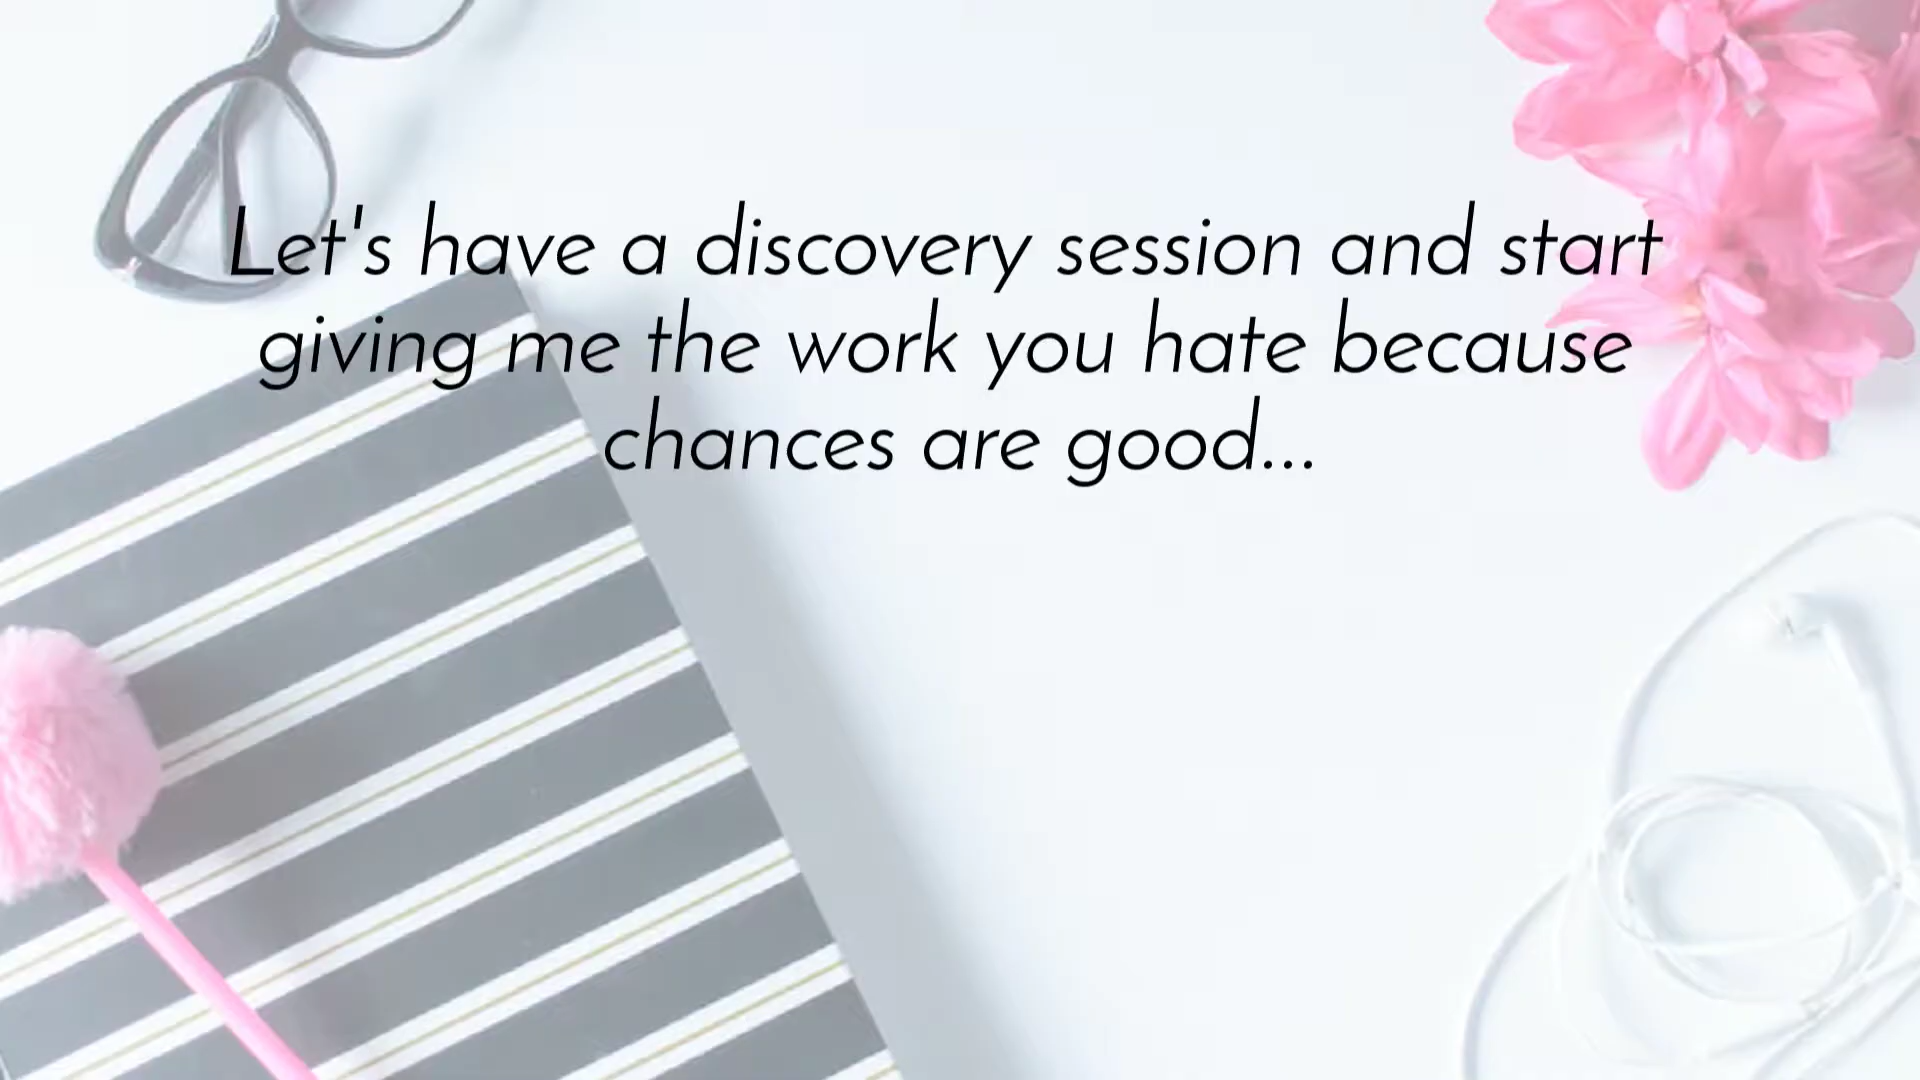 Let's have a discovery session and start
giving me the work you hate because
chances are good...